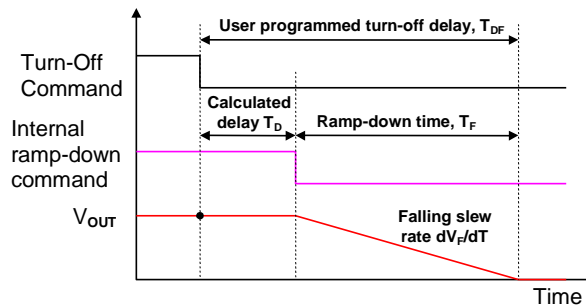 User programmed turn-off delay, TDF
Turn-Off
Command
Calculated
delay TD
Ramp-down time, TF
Internal
ramp-down
command
VOUT
Falling slew
rate dVF/dT
Time